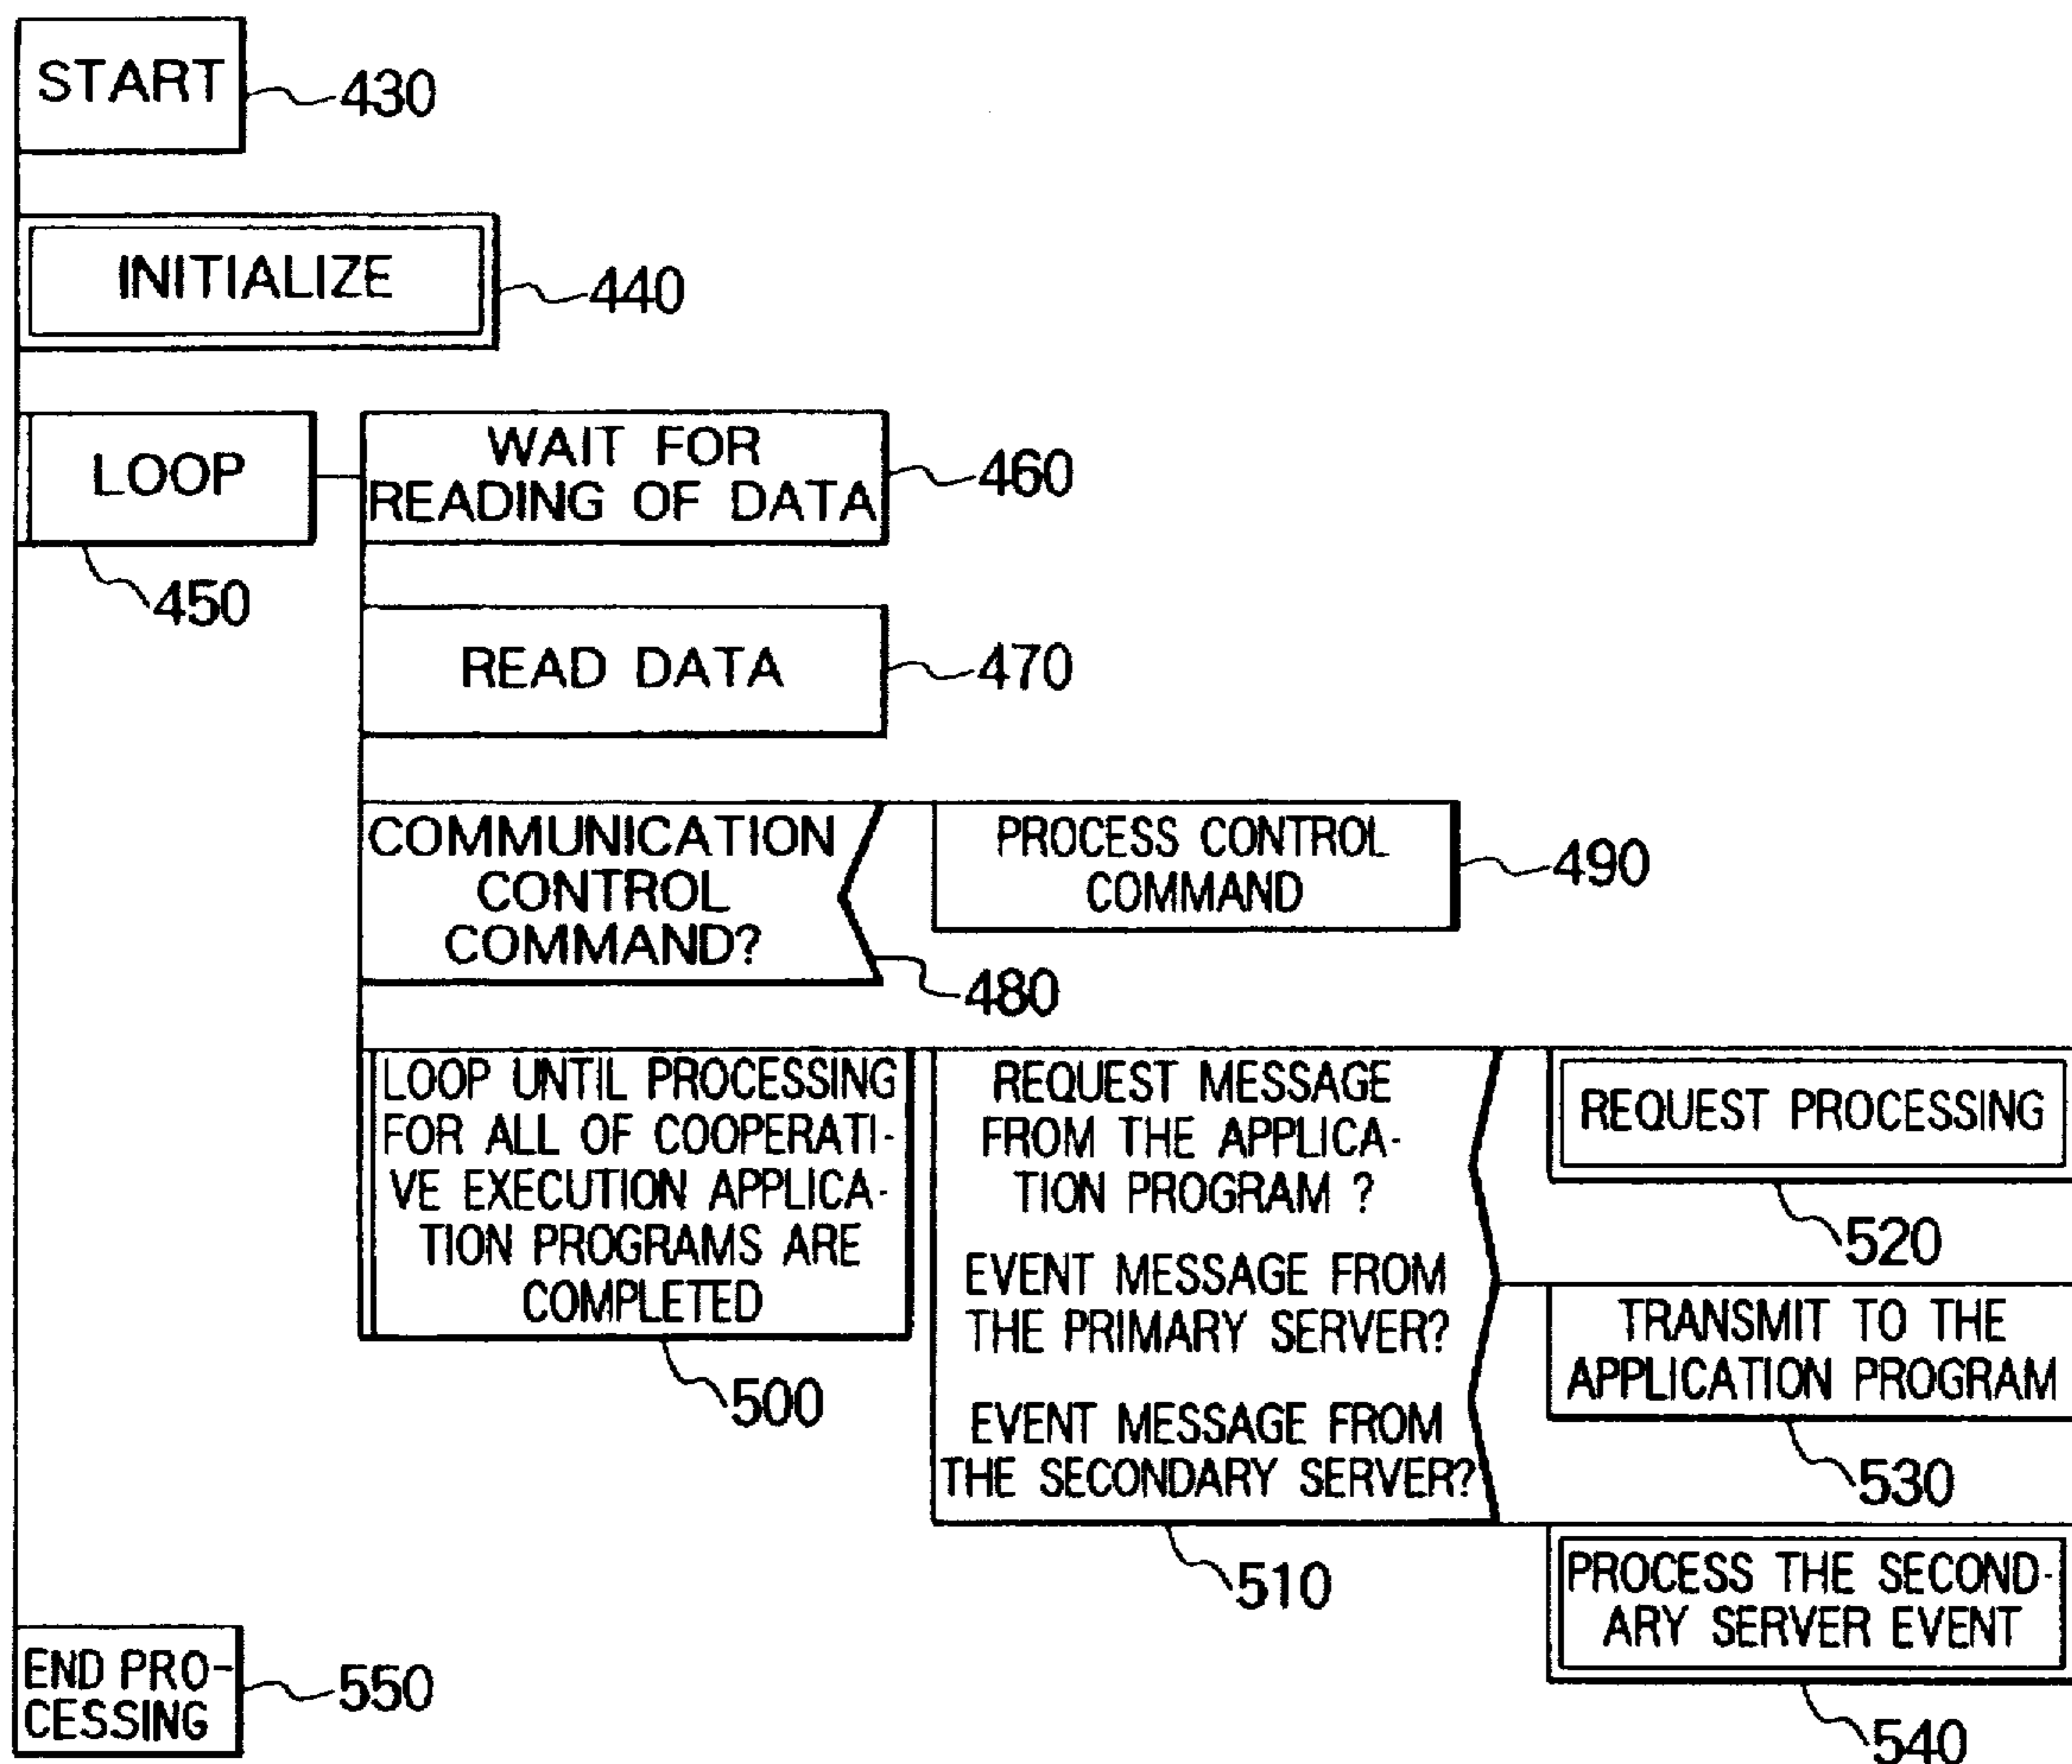 START
430
INITIALIZE
440
LOOP
450
WAIT FOR
READING OF DATA
460
READ DATA
470
COMMUNICATION
CONTROL
COMMAND?
480
PROCESS CONTROL
COMMAND
490
LOOP UNTIL PROCESSING
FOR ALL OF COOPERATI-
VE EXECUTION APPLICA-
TION PROGRAMS ARE
COMPLETED
500
REQUEST MESSAGE
FROM THE APPLICA-
TION PROGRAM ?
EVENT MESSAGE FROM
THE PRIMARY SERVER?
EVENT MESSAGE FROM
THE SECONDARY SERVER?
510
REQUEST PROCESSING
520
TRANSMIT TO THE
APPLICATION PROGRAM
530
PROCESS THE SECOND-
ARY SERVER EVENT
540
END PRO-
CESSING
550